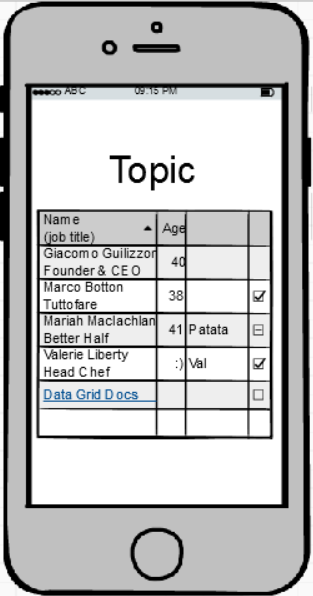 ABC 09:15 PM
Topic
Name
(job title) Age
Giacomo Guilizzor
Founder & CEO 40
Marco Botton
Tuttofare 38
Mariah Maclachlan
Better Half 41 Patata
Valerie Liberty
Head Chef :) Val
Data Grid Docs